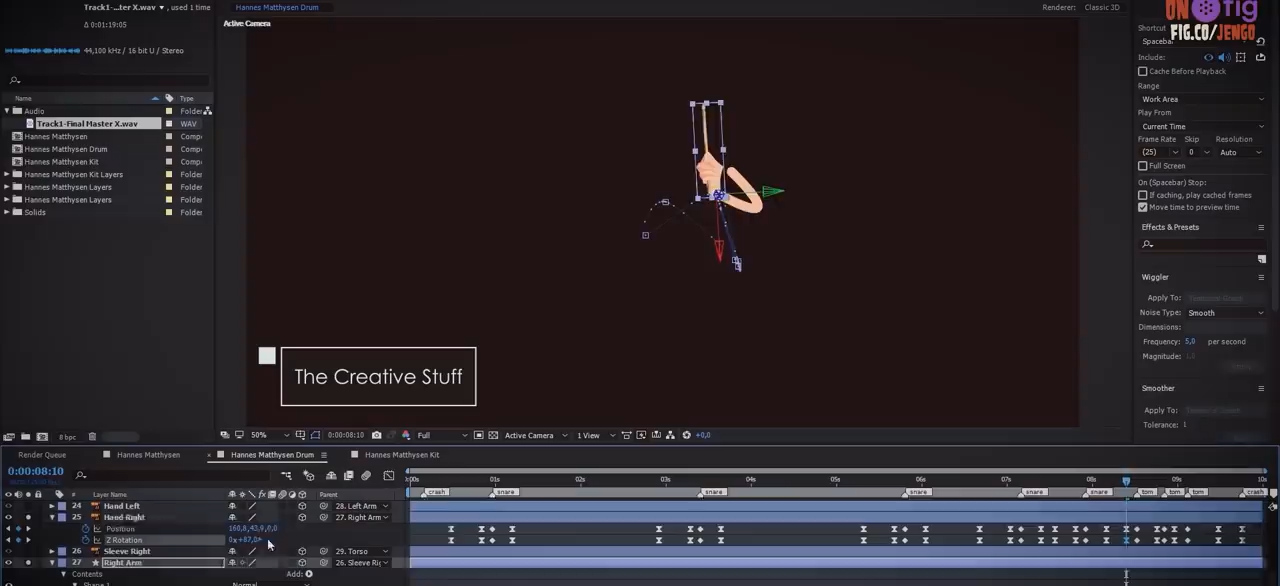 Track1-...ter X.wav ▼ , used 1 time
Δ 0:01:19:05
44,100 kHz / 16 bit U / Stereo
Name
Type
Audio
Folder
Track1-Final Master X.wav
WAV
Hannes Matthysen
Comp
Hannes Matthysen Drum
Comp
Hannes Matthysen Kit
Comp
Hannes Matthysen Kit Layers
Folder
Hannes Matthysen Layers
Folder
Hannes Matthysen Layers
Folder
Solids
Folder
8 bpc
Hannes Matthysen Drum
Renderer: Classic 3D
Active Camera
The Creative Stuff
50%
0:00:08:10
Full
Active Camera
1 View
+0,0
ON fig
FIG.CO/JENGO
Shortcut
Spacebar
Include:
Cache Before Playback
Range
Work Area
Play From
Current Time
Frame Rate Skip Resolution
(25) 0 Auto
Full Screen
On (Spacebar) Stop:
If caching, play cached frames
Move time to preview time
Effects & Presets
Wiggler
Apply To:
Noise Type: Smooth
Dimensions:
Frequency: 5,0 per second
Magnitude:
Smoother
Apply To:
Tolerance: 1
Render Queue
Hannes Matthysen
Hannes Matthysen Drum
Hannes Matthysen Kit
0:00:08:10
# Layer Name
Parent
:00s 01s 02s 03s 04s 05s 06s 07s 08s 09s 10s
crash snare snare snare snare snare tom snare tom crash
24 Hand Left 28. Left Arm
25 Hand Right 27. Right Arm
Position 160,8,43,9,0,0
Z Rotation 0x+87,0°
26 Sleeve Right 29. Torso
27 Right Arm 26. Sleeve Rig
Contents Add:
Shape 1 Normal